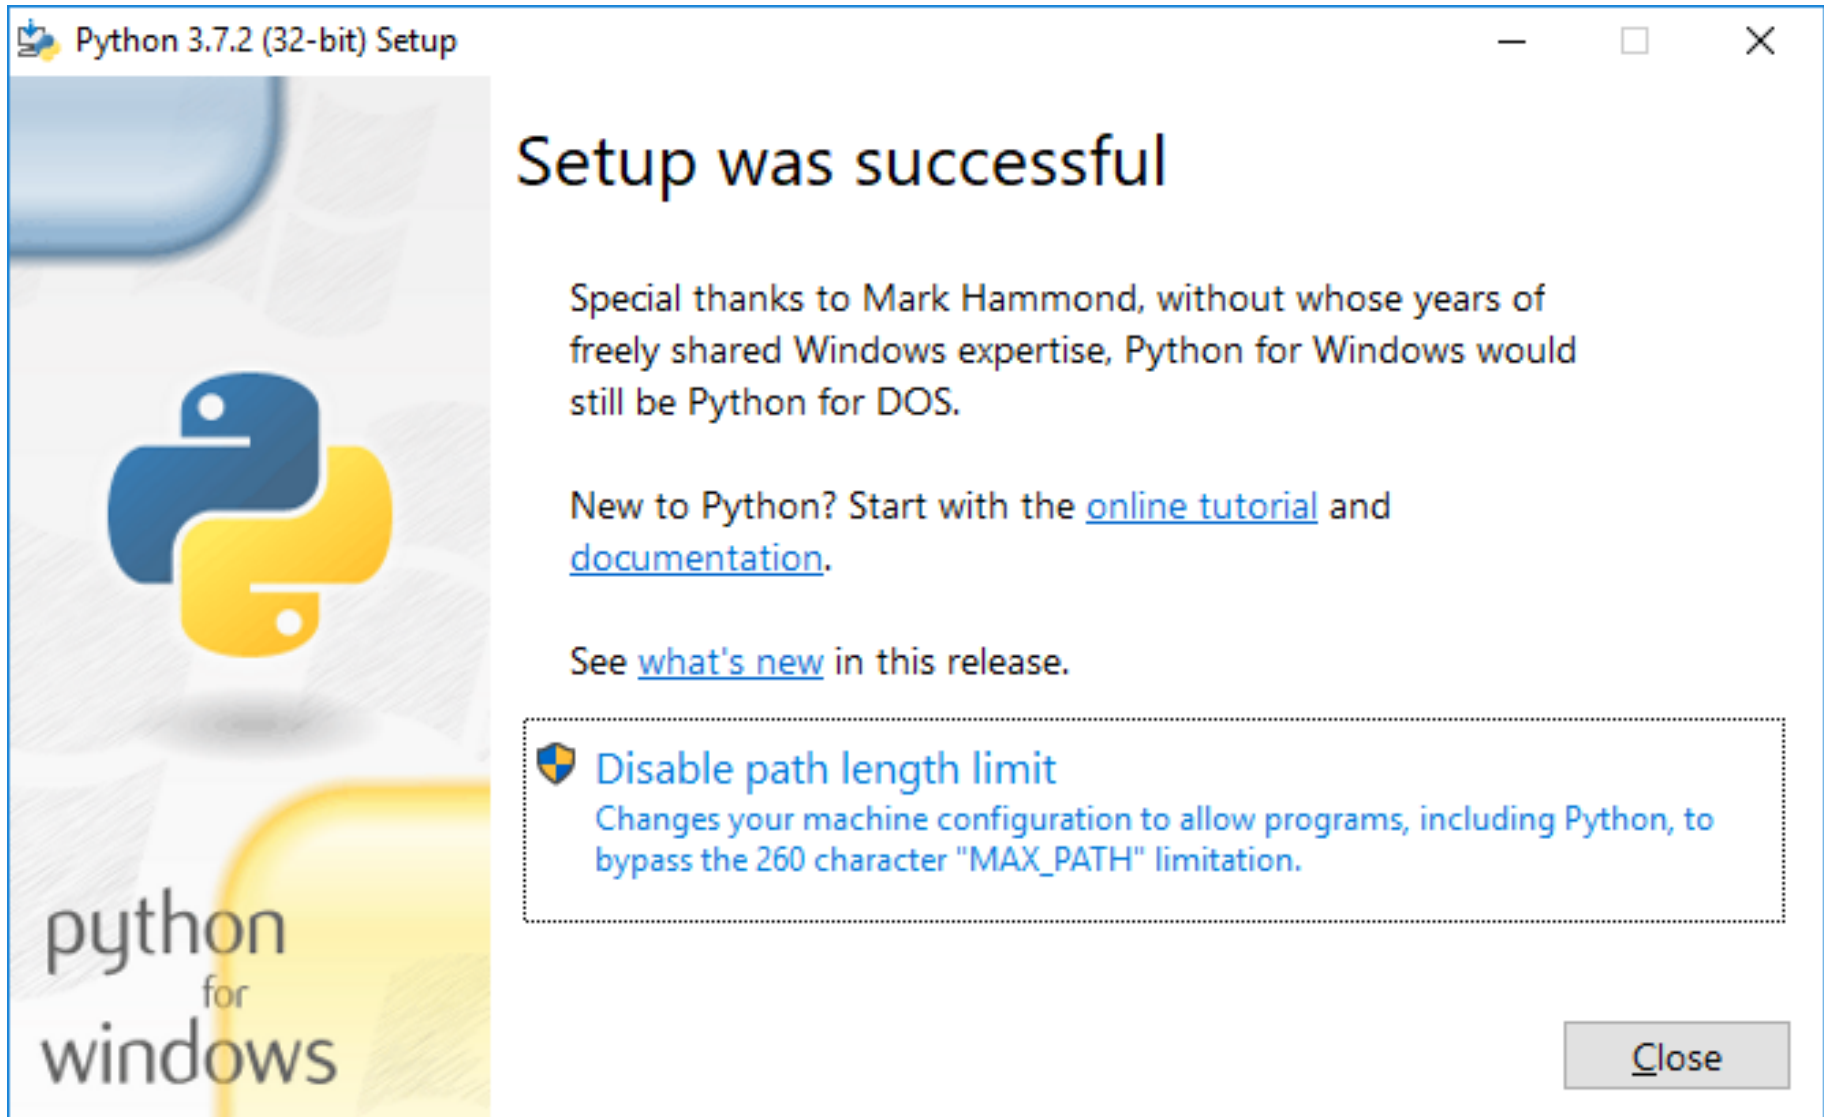 Python 3.7.2 (32-bit) Setup
Setup was successful
Special thanks to Mark Hammond, without whose years of
freely shared Windows expertise, Python for Windows would
still be Python for DOS.
New to Python? Start with the online tutorial and
documentation.
See what's new in this release.
Disable path length limit
Changes your machine configuration to allow programs, including Python, to
bypass the 260 character "MAX_PATH" limitation.
python
for
windows
Close